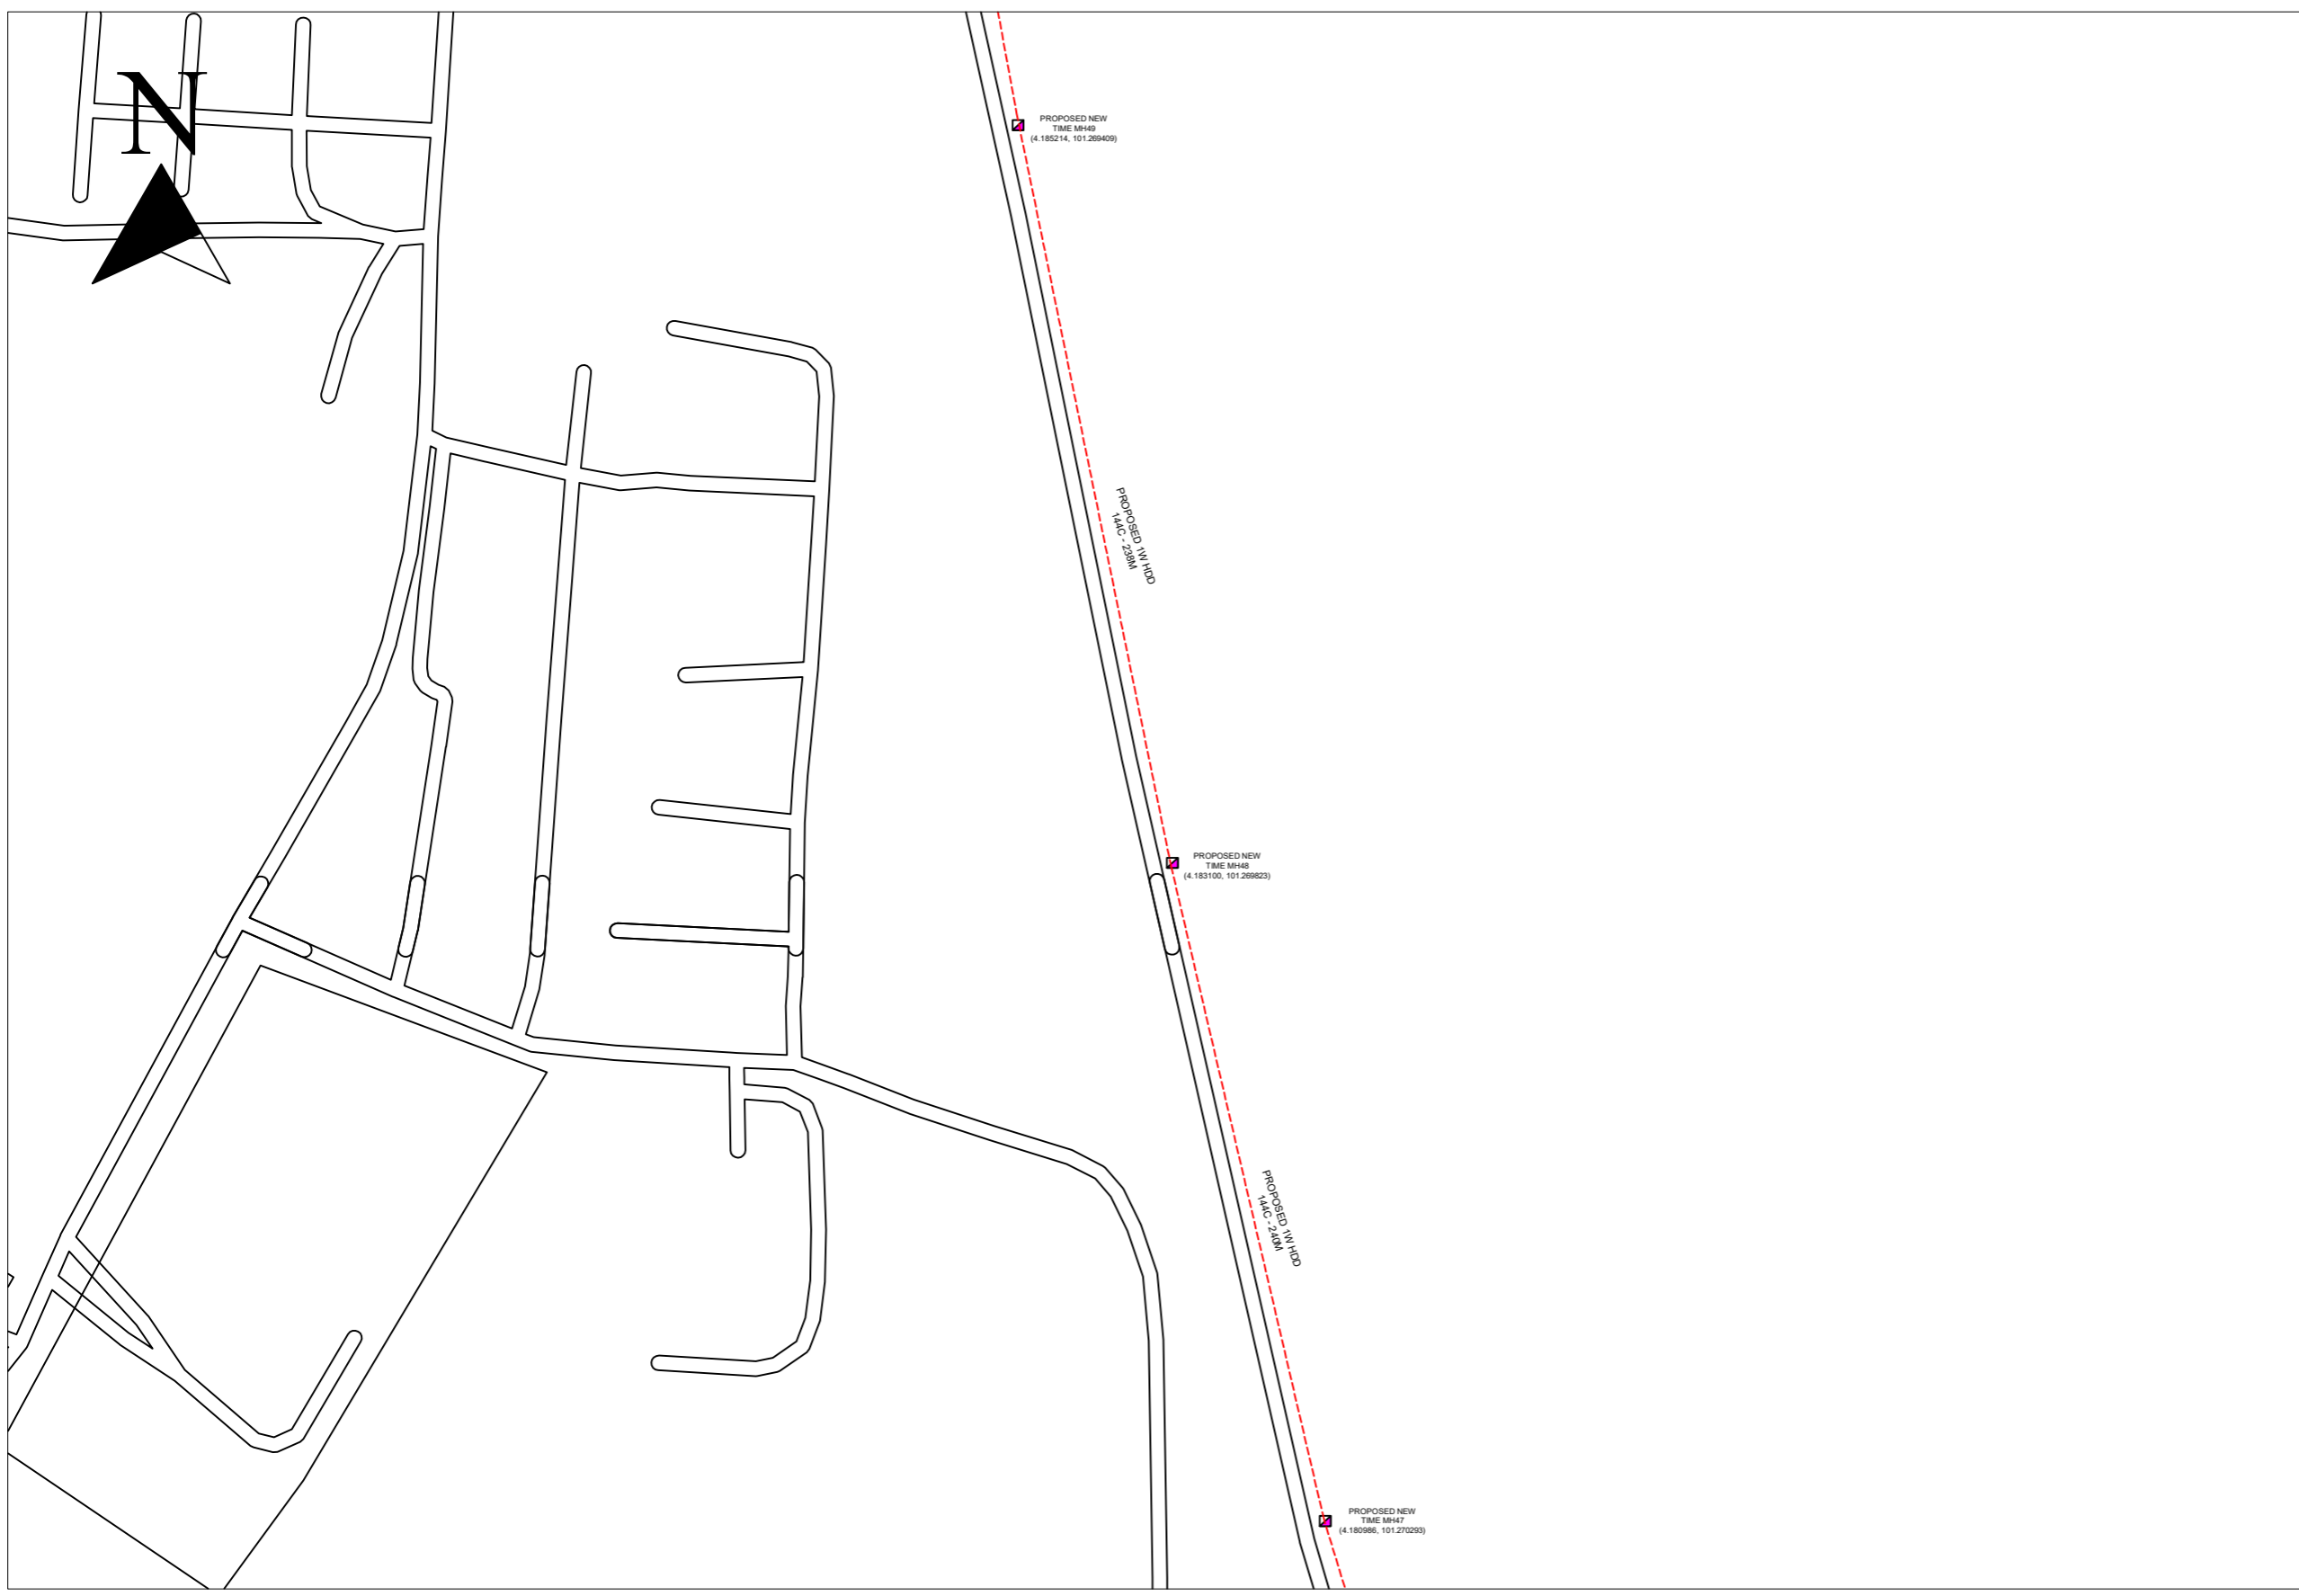 N
PROPOSED NEW
TIME MH49
(4.185214, 101.269409)
PROPOSED 1W HDD
144C - 238M
PROPOSED NEW
TIME MH48
(4.183100, 101.269823)
PROPOSED 1W HDD
144C - 240M
PROPOSED NEW
TIME MH47
(4.180986, 101.270293)